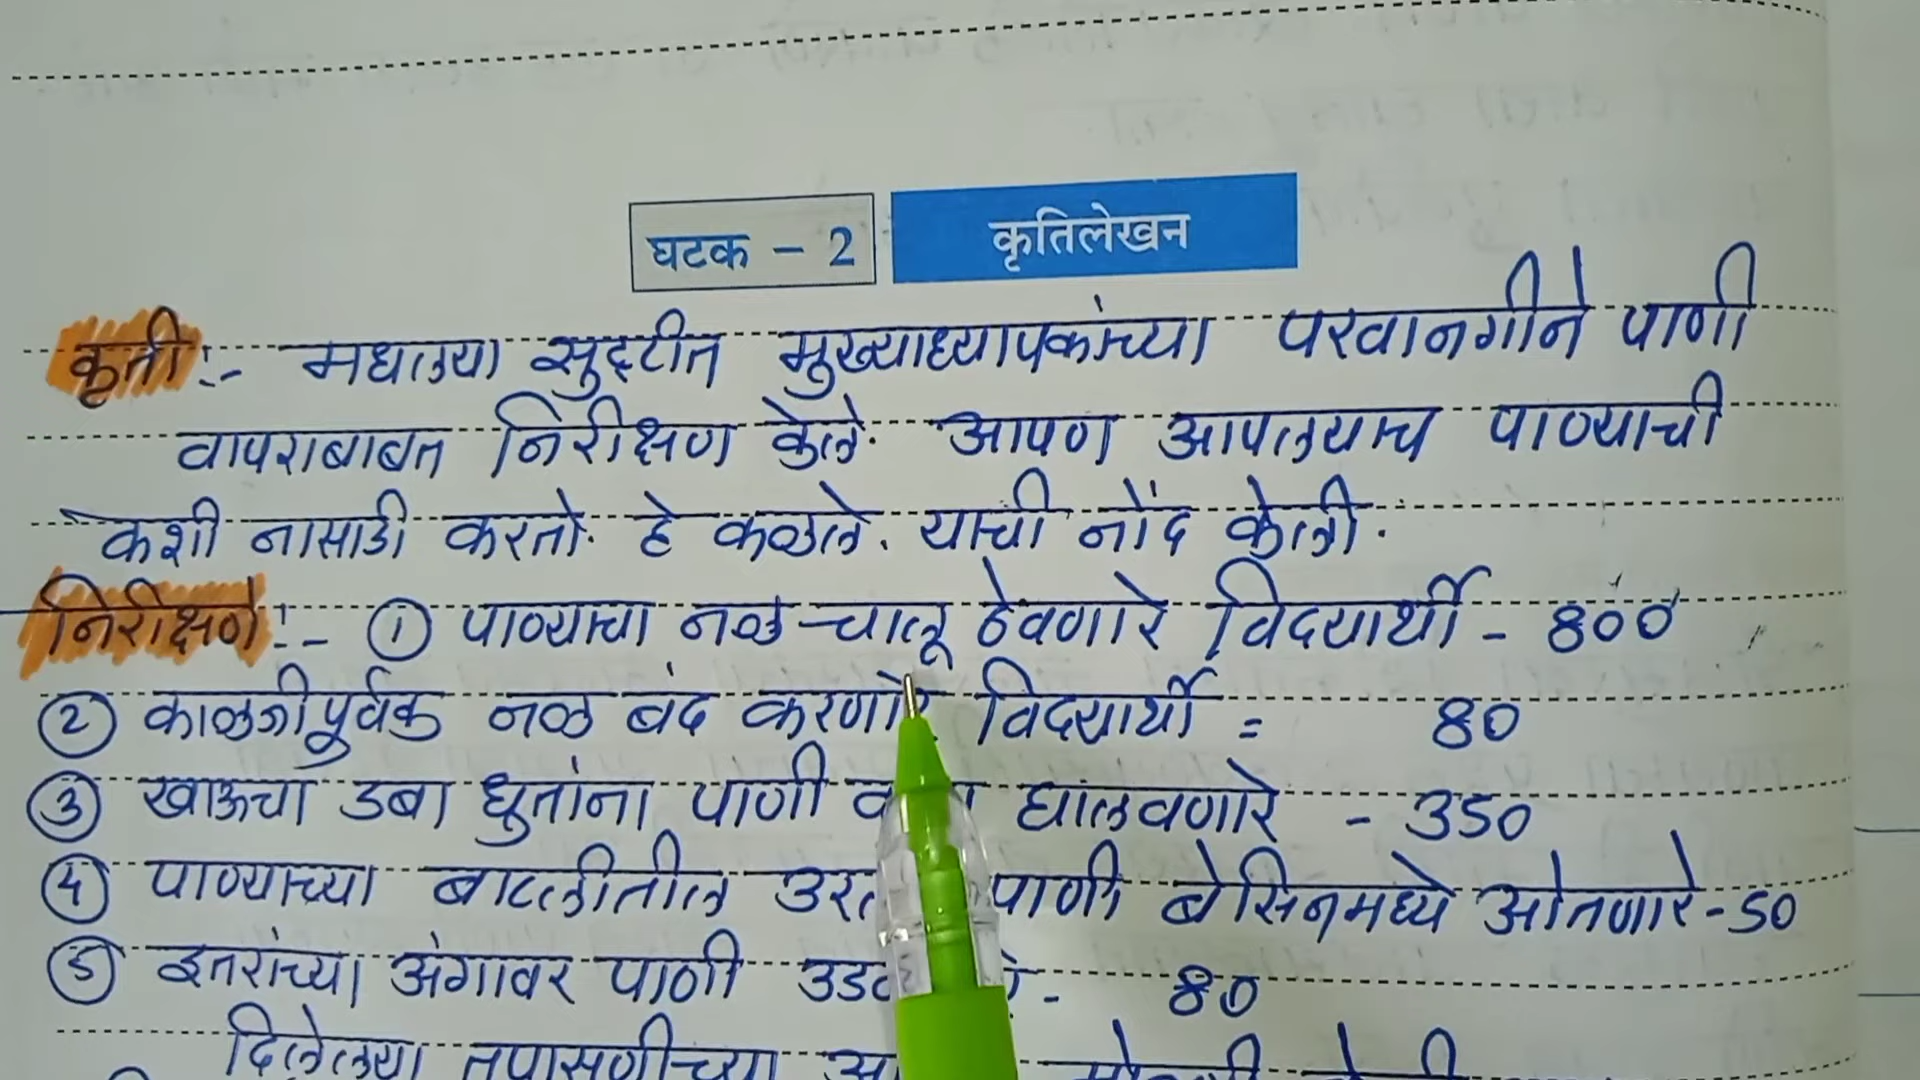 घटक - 2 कृतिलेखन
कृती :- मधल्या सुट्टीत मुख्याध्यापकांच्या परवानगीने पाणी
वापराबाबत निरीक्षण केले. आपण आपल्याच पाण्याची
कशी नासाडी करतो. हे कळले. याची नोंद केली.
निरीक्षणे :- ① पाण्याचा नळ चालू ठेवणारे विद्यार्थी - 800
② काळजीपूर्वक नळ बंद करणारे विद्यार्थी = 80
③ खाऊचा डबा धुतांना पाणी घालवणारे - 350
④ पाण्याच्या बाटलीतील पाणी बेसिनमध्ये ओतणारे - 50
⑤ इतरांच्या अंगावर पाणी - 80
दिलेल्या तपासणीच्या